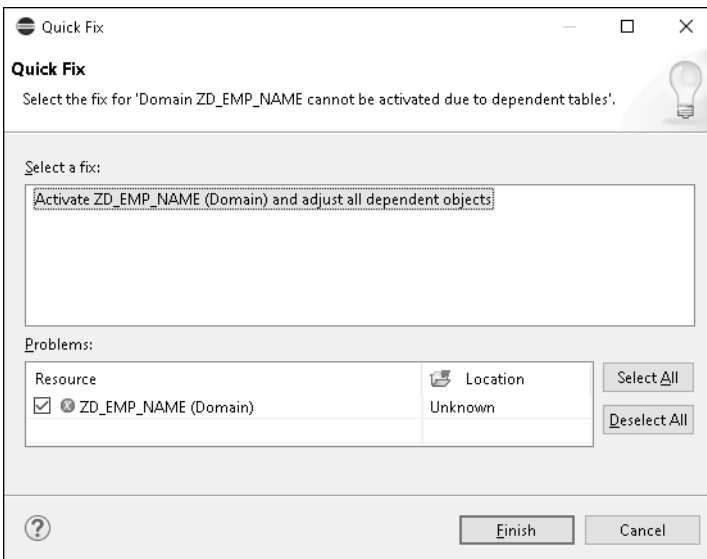 Quick Fix
Quick Fix
Select the fix for 'Domain ZD_EMP_NAME cannot be activated due to dependent tables'.
Select a fix:
Activate ZD_EMP_NAME (Domain) and adjust all dependent objects
Problems:
Resource Location
ZD_EMP_NAME (Domain) Unknown
Select All
Deselect All
Finish Cancel